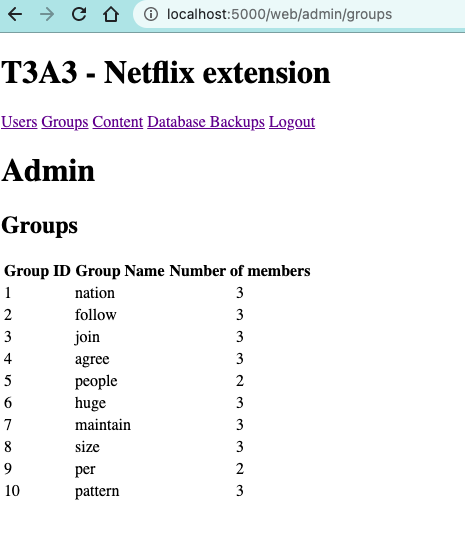 localhost:5000/web/admin/groups
T3A3 - Netflix extension
Users Groups Content Database Backups Logout
Admin
Groups
Group ID Group Name Number of members
1 nation 3
2 follow 3
3 join 3
4 agree 3
5 people 2
6 huge 3
7 maintain 3
8 size 3
9 per 2
10 pattern 3